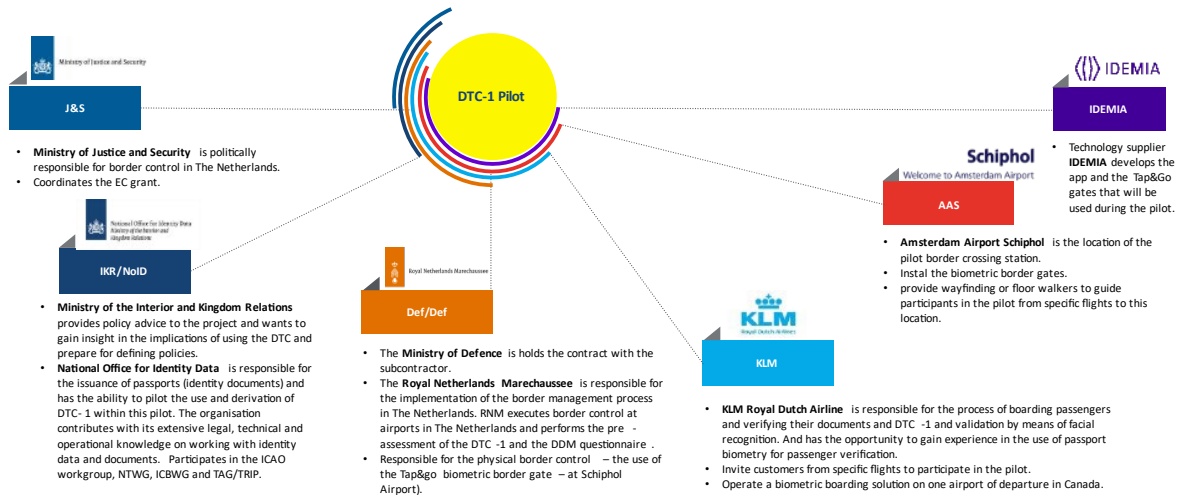 DTC-1 Pilot
Ministry of Justice and Security
J&S
• Ministry of Justice and Security is politically
responsible for border control in The Netherlands.
• Coordinates the EC grant.
National Office for Identity Data
Ministry of the Interior and
Kingdom Relations
IKR/NoID
• Ministry of the Interior and Kingdom Relations
provides policy advice to the project and wants to
gain insight in the implications of using the DTC and
prepare for defining policies.
• National Office for Identity Data is responsible for
the issuance of passports (identity documents) and
has the ability to pilot the use and derivation of
DTC- 1 within this pilot. The organisation
contributes with its extensive legal, technical and
operational knowledge on working with identity
data and documents. Participates in the ICAO
workgroup, NTWG, ICBWG and TAG/TRIP.
Royal Netherlands Marechaussee
Def/Def
• The Ministry of Defence is holds the contract with the
subcontractor.
• The Royal Netherlands Marechaussee is responsible for
the implementation of the border management process
in The Netherlands. RNM executes border control at
airports in The Netherlands and performs the pre -
assessment of the DTC -1 and the DDM questionnaire .
• Responsible for the physical border control – the use of
the Tap&go biometric border gate – at Schiphol
Airport).
KLM
Royal Dutch Airlines
KLM
• KLM Royal Dutch Airline is responsible for the process of boarding passengers
and verifying their documents and DTC -1 and validation by means of facial
recognition. And has the opportunity to gain experience in the use of passport
biometry for passenger verification.
• Invite customers from specific flights to participate in the pilot.
• Operate a biometric boarding solution on one airport of departure in Canada.
Schiphol
Welcome to Amsterdam Airport
AAS
• Amsterdam Airport Schiphol is the location of the
pilot border crossing station.
• Instal the biometric border gates.
• provide wayfinding or floor walkers to guide
participants in the pilot from specific flights to this
location.
IDEMIA
IDEMIA
• Technology supplier
IDEMIA develops the
app and the Tap&Go
gates that will be
used during the pilot.